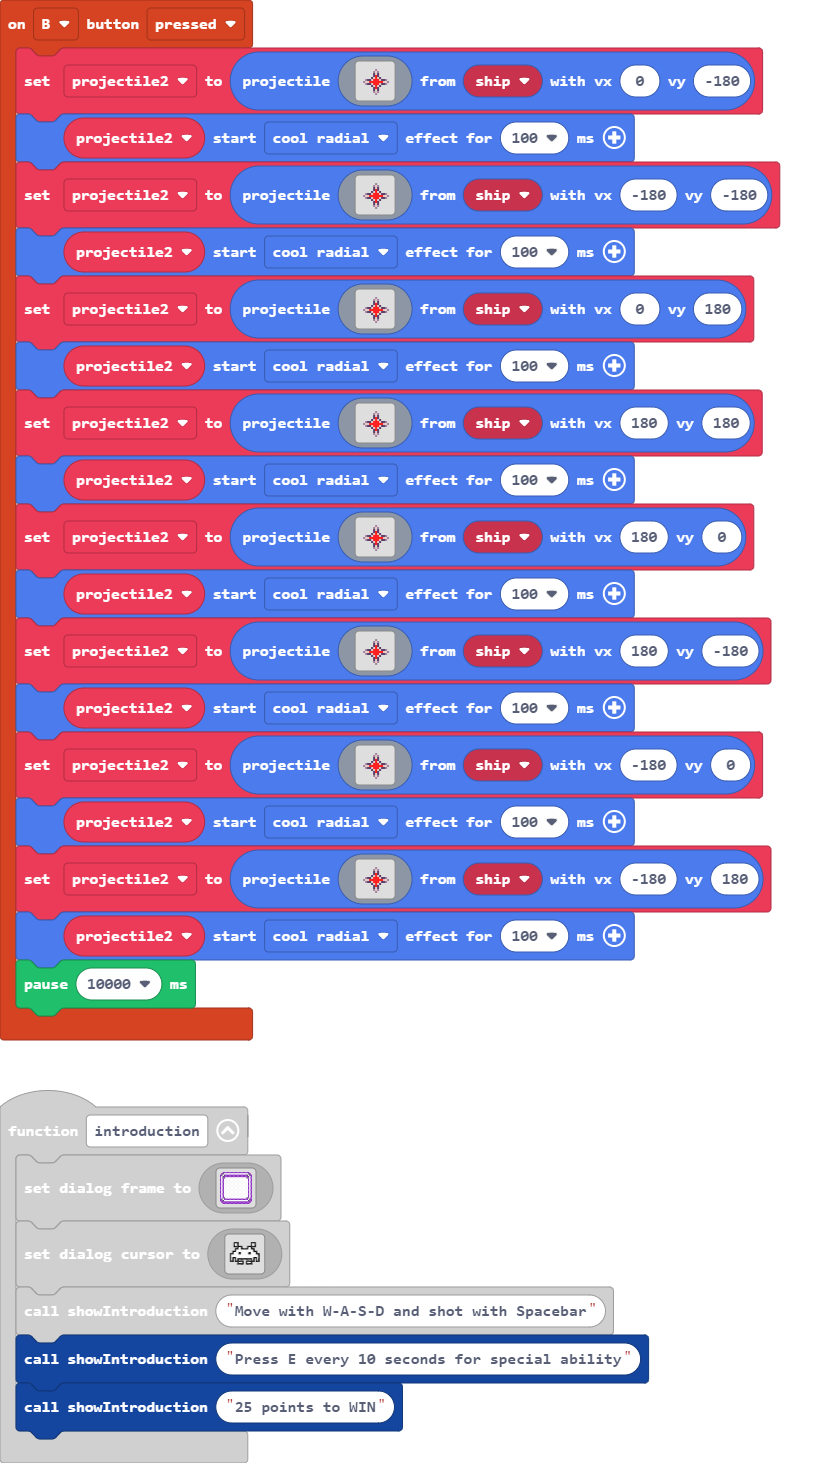 on B button pressed
set projectile2 to projectile from ship with vx 0 vy -180
projectile2 start cool radial effect for 100 ms
set projectile2 to projectile from ship with vx -180 vy -180
projectile2 start cool radial effect for 100 ms
set projectile2 to projectile from ship with vx 0 vy 180
projectile2 start cool radial effect for 100 ms
set projectile2 to projectile from ship with vx 180 vy 180
projectile2 start cool radial effect for 100 ms
set projectile2 to projectile from ship with vx 180 vy 0
projectile2 start cool radial effect for 100 ms
set projectile2 to projectile from ship with vx 180 vy -180
projectile2 start cool radial effect for 100 ms
set projectile2 to projectile from ship with vx -180 vy 0
projectile2 start cool radial effect for 100 ms
set projectile2 to projectile from ship with vx -180 vy 180
projectile2 start cool radial effect for 100 ms
pause 10000 ms
function introduction
set dialog frame to
set dialog cursor to
call showIntroduction "Move with W-A-S-D and shot with Spacebar"
call showIntroduction "Press E every 10 seconds for special ability"
call showIntroduction "25 points to WIN"